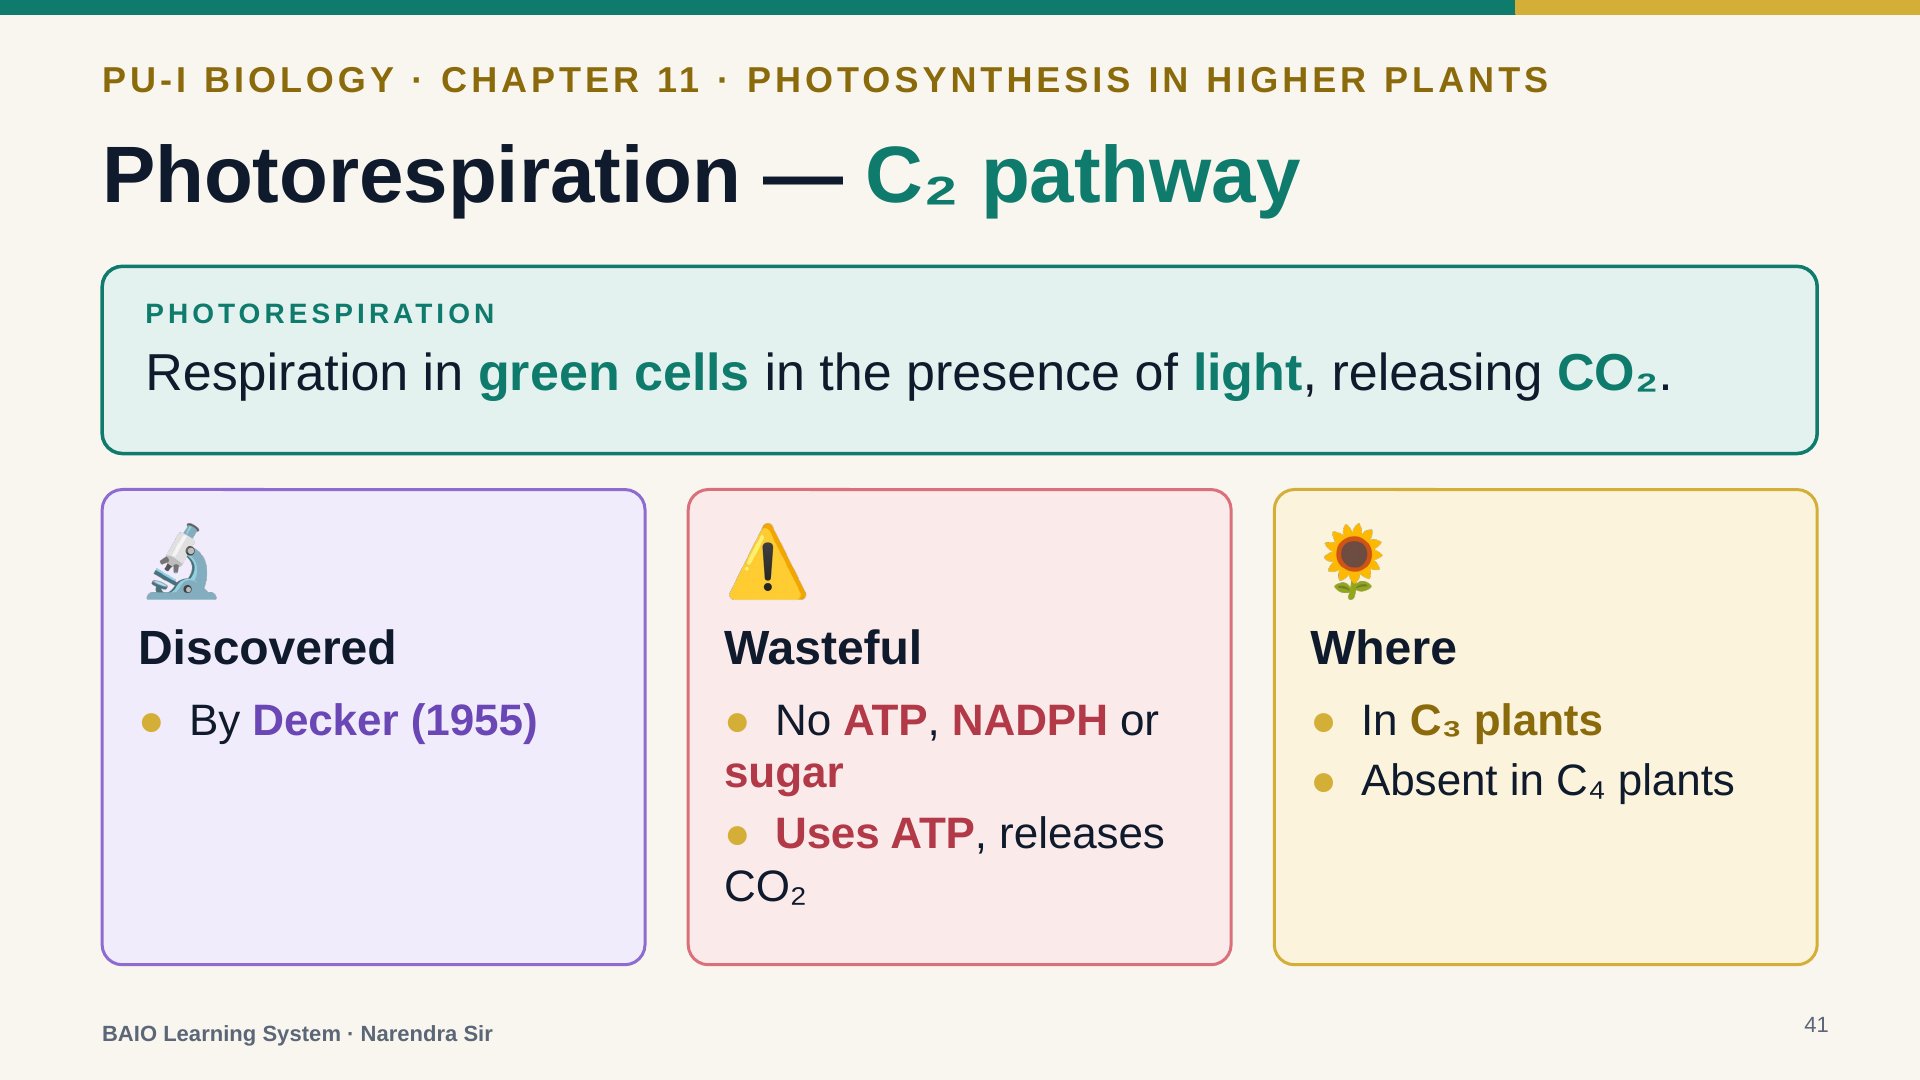 PU-I BIOLOGY · CHAPTER 11 · PHOTOSYNTHESIS IN HIGHER PLANTS
Photorespiration — C₂ pathway
PHOTORESPIRATION
Respiration in green cells in the presence of light, releasing CO₂.
Discovered
● By Decker (1955)
Wasteful
● No ATP, NADPH or
sugar
● Uses ATP, releases
CO₂
Where
● In C₃ plants
● Absent in C₄ plants
BAIO Learning System · Narendra Sir
41